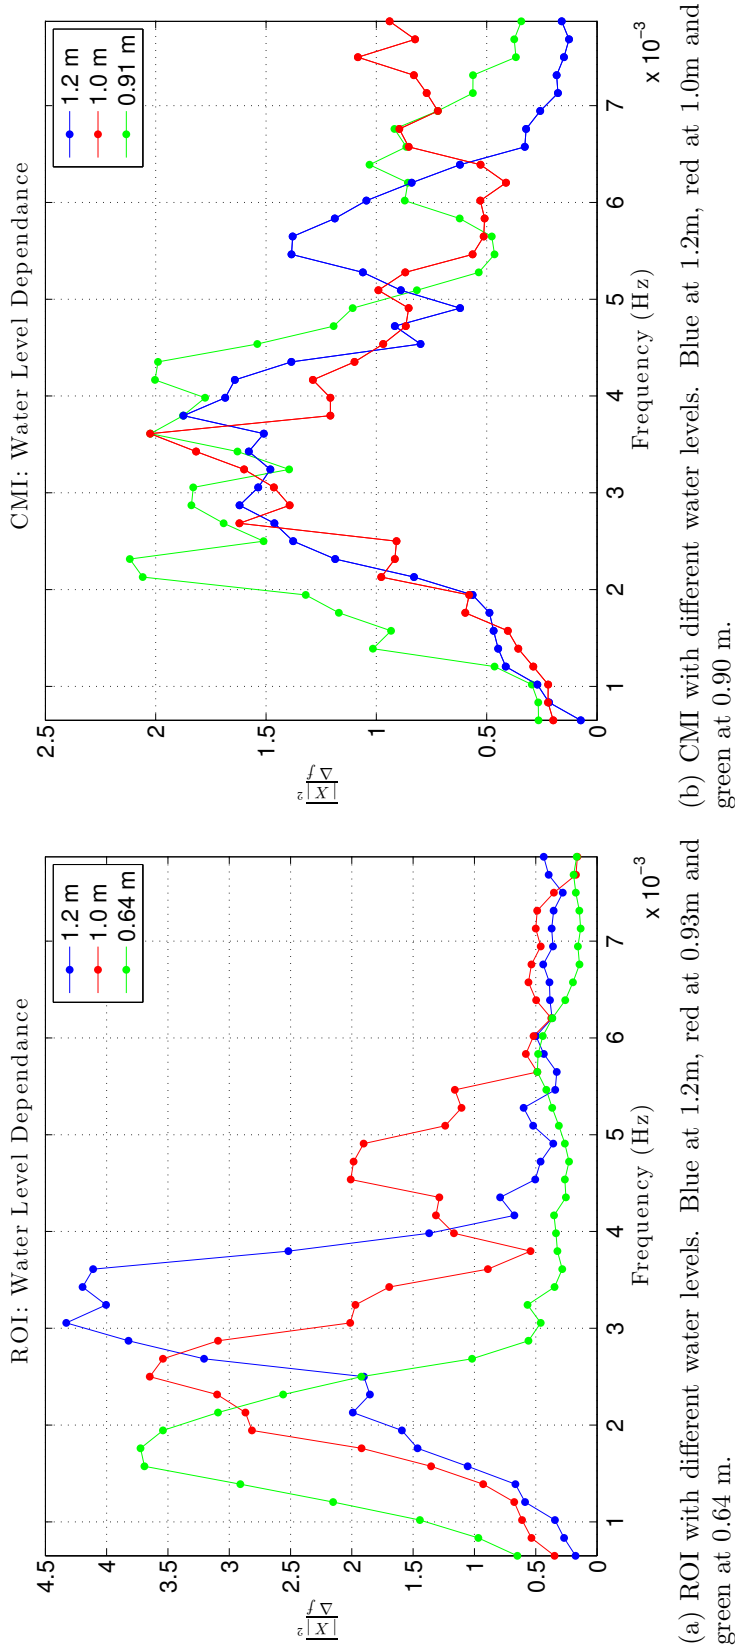 ROI: Water Level Dependance
1.2 m
1.0 m
0.64 m
4.5
4
3.5
3
2.5
2
1.5
1
0.5
0
|X|²
Δf
1 2 3 4 5 6 7
x 10⁻³
Frequency (Hz)
(a) ROI with different water levels. Blue at 1.2m, red at 0.93m and
green at 0.64 m.
CMI: Water Level Dependance
1.2 m
1.0 m
0.91 m
2.5
2
1.5
1
0.5
0
|X|²
Δf
1 2 3 4 5 6 7
x 10⁻³
Frequency (Hz)
(b) CMI with different water levels. Blue at 1.2m, red at 1.0m and
green at 0.90 m.